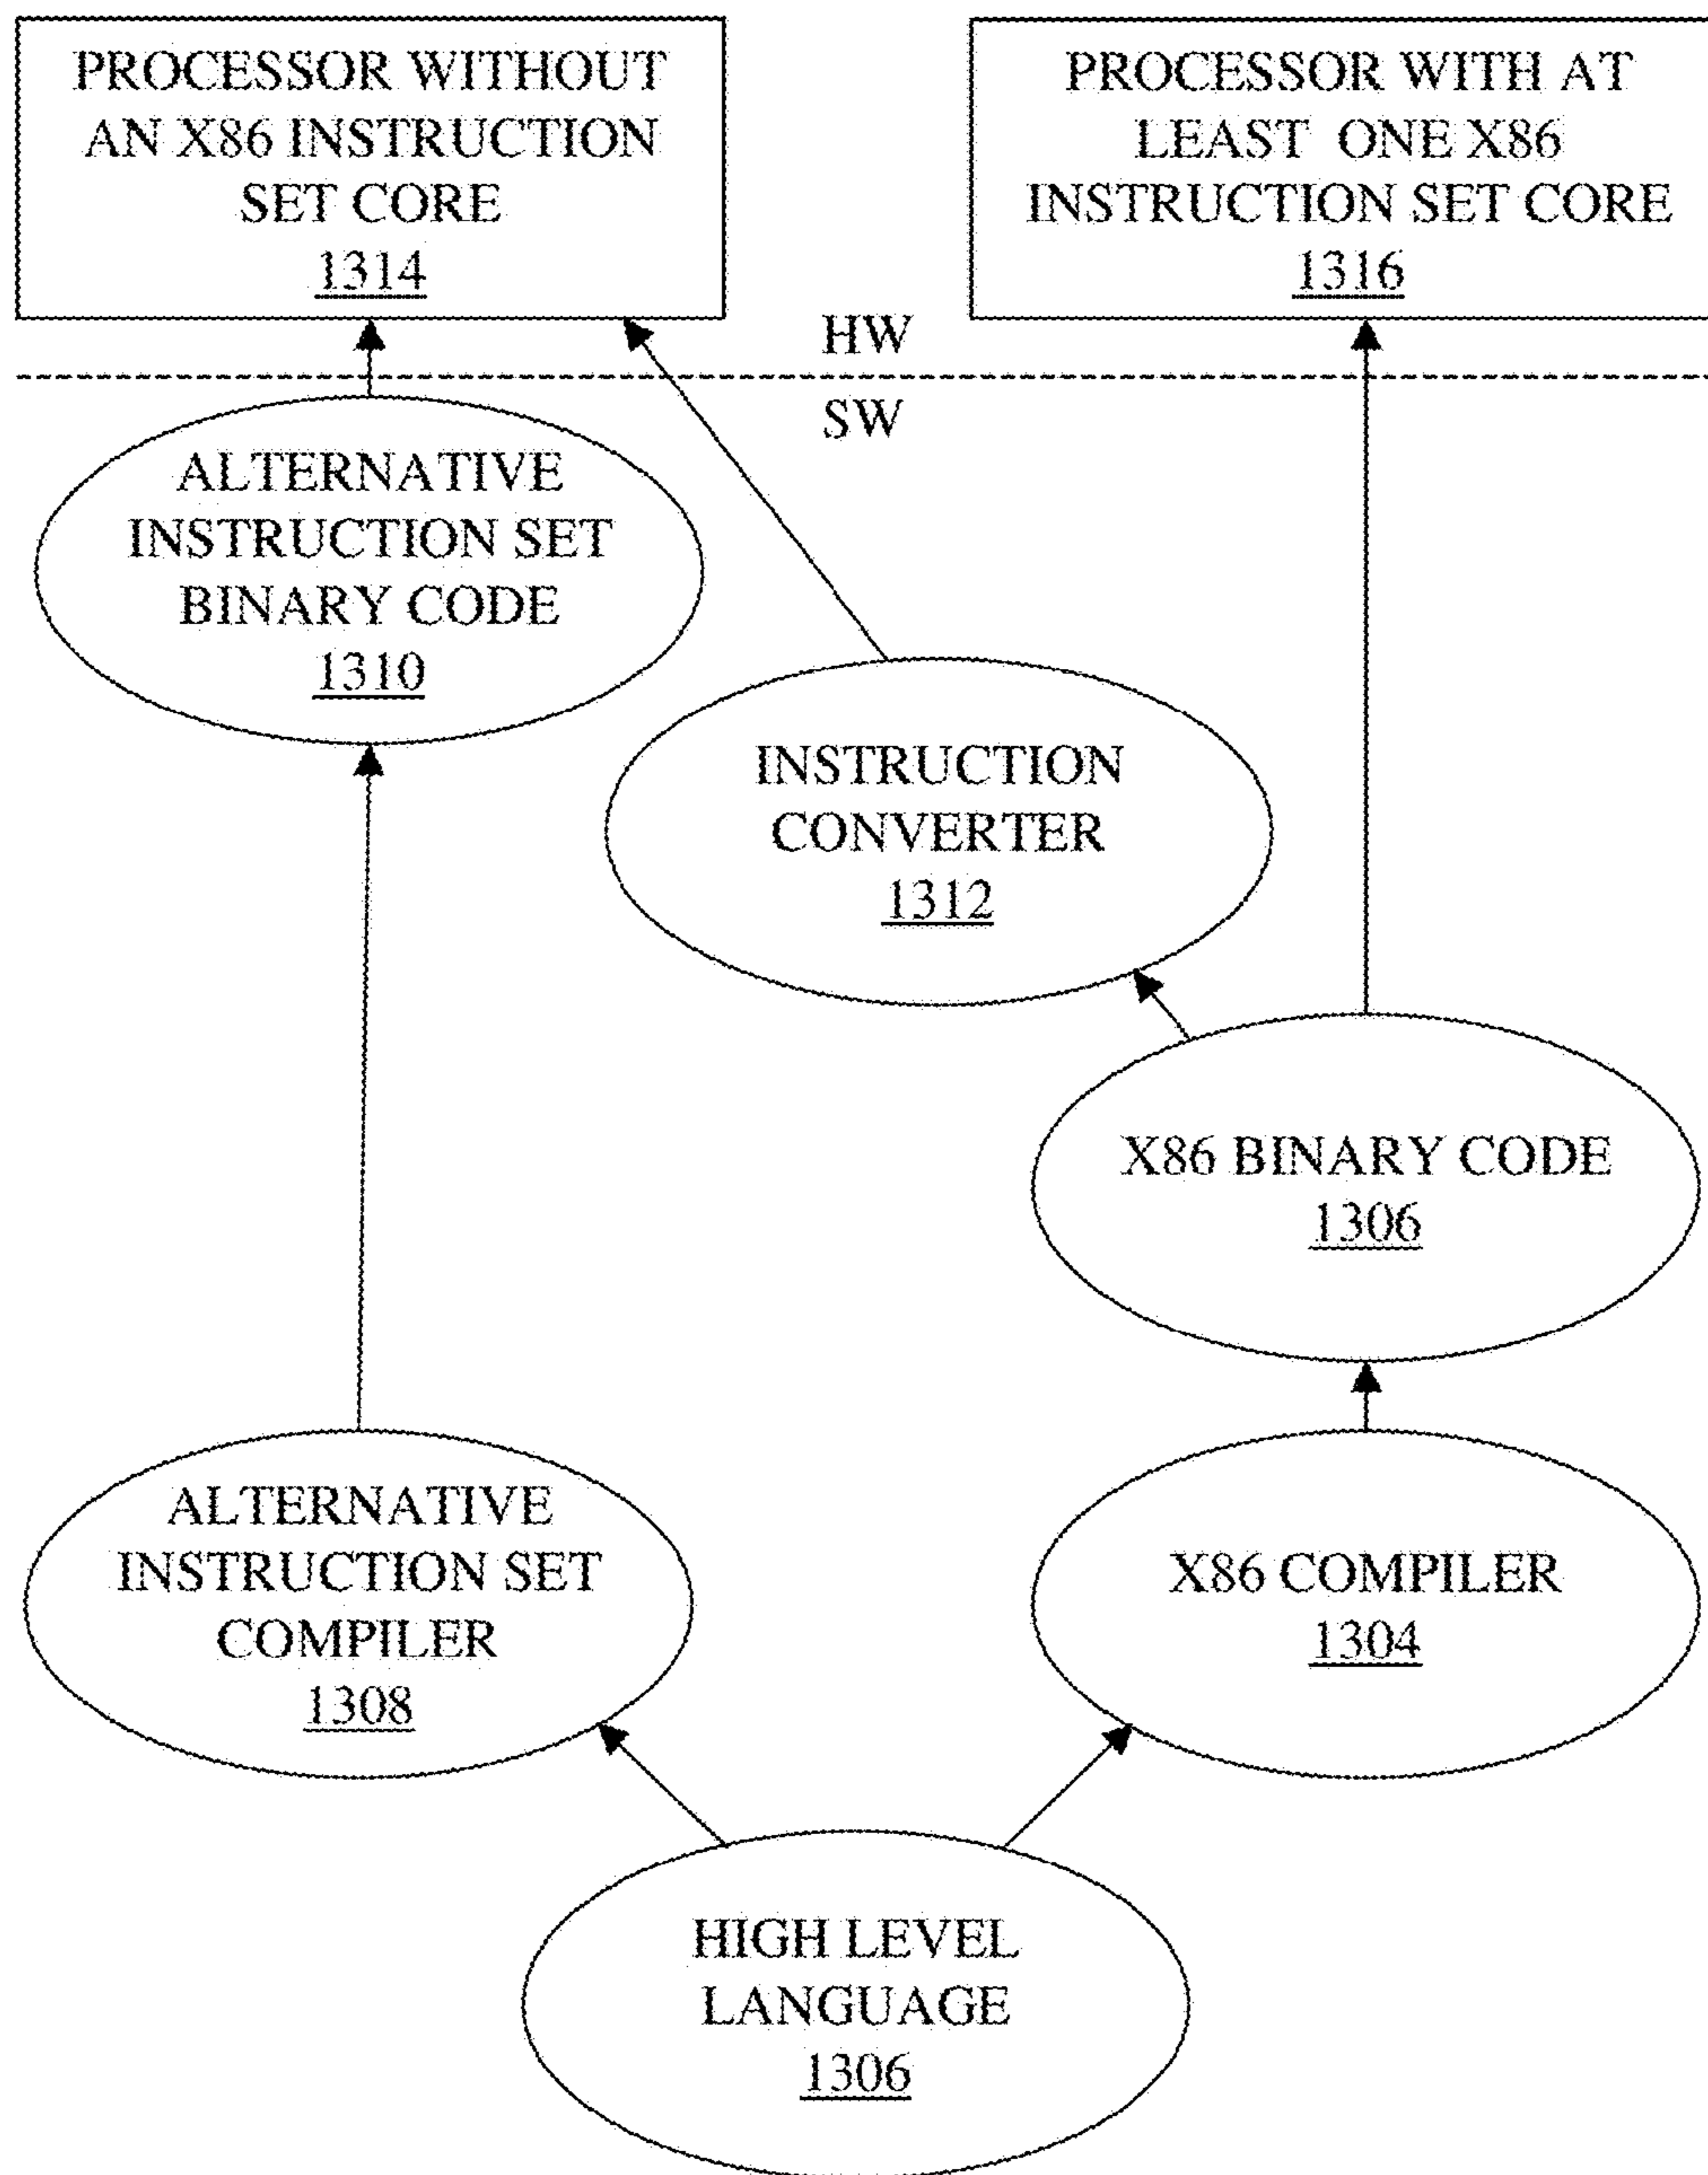 PROCESSOR WITHOUT
AN X86 INSTRUCTION
SET CORE
1314
PROCESSOR WITH AT
LEAST ONE X86
INSTRUCTION SET CORE
1316
HW
SW
ALTERNATIVE
INSTRUCTION SET
BINARY CODE
1310
INSTRUCTION
CONVERTER
1312
X86 BINARY CODE
1306
ALTERNATIVE
INSTRUCTION SET
COMPILER
1308
X86 COMPILER
1304
HIGH LEVEL
LANGUAGE
1306